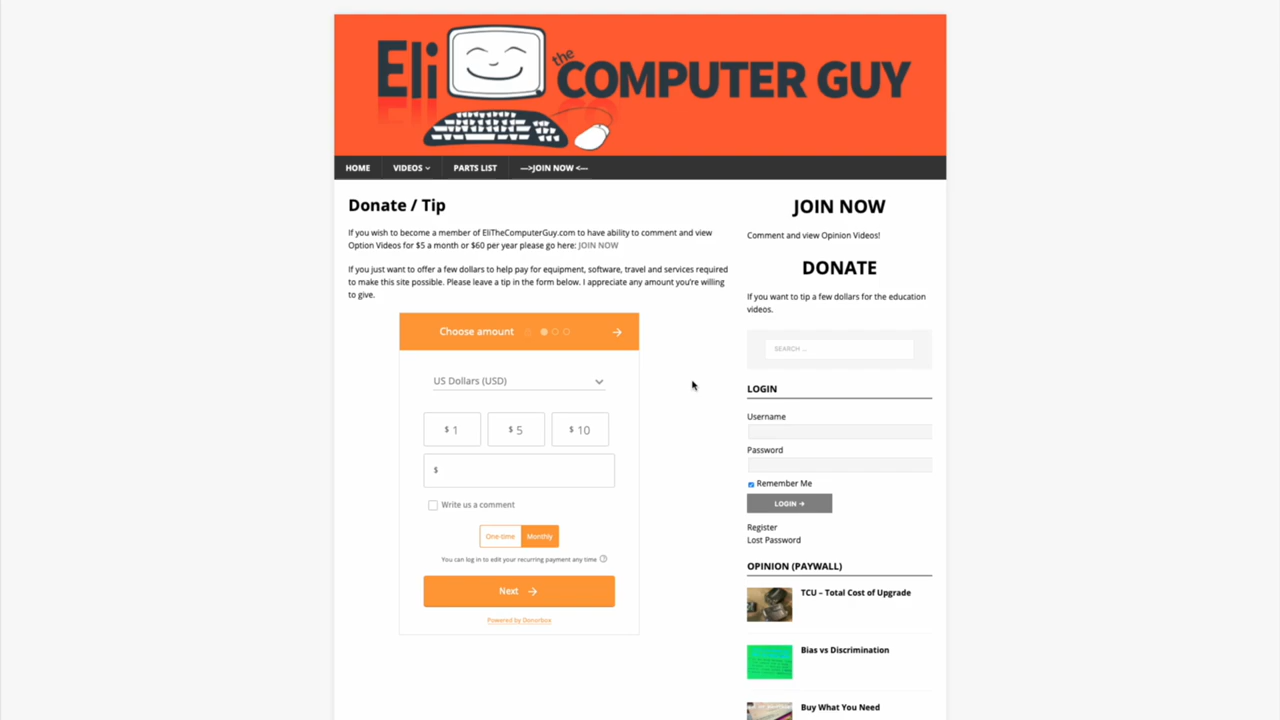 Eli the COMPUTER GUY
HOME
VIDEOS
PARTS LIST
--->JOIN NOW <---
Donate / Tip
If you wish to become a member of EliTheComputerGuy.com to have ability to comment and view
Option Videos for $5 a month or $60 per year please go here: JOIN NOW
If you just want to offer a few dollars to help pay for equipment, software, travel and services required
to make this site possible. Please leave a tip in the form below. I appreciate any amount you're willing
to give.
Choose amount
US Dollars (USD)
$ 1
$ 5
$ 10
$
Write us a comment
One-time
Monthly
You can log in to edit your recurring payment any time ?
Next →
Powered by Donorbox
JOIN NOW
Comment and view Opinion Videos!
DONATE
If you want to tip a few dollars for the education
videos.
SEARCH ...
LOGIN
Username
Password
Remember Me
LOGIN →
Register
Lost Password
OPINION (PAYWALL)
TCU – Total Cost of Upgrade
Bias vs Discrimination
Buy What You Need